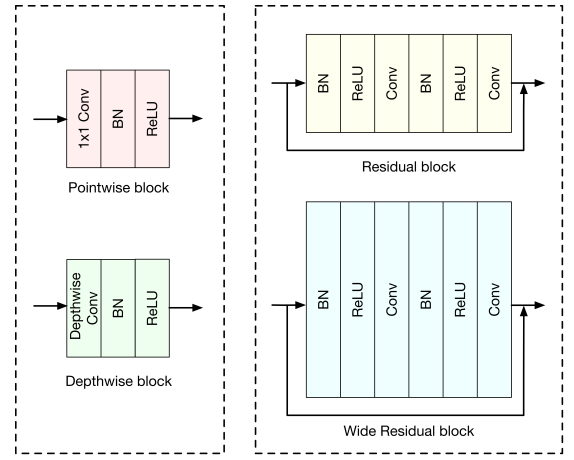 1x1 Conv
BN
ReLU
Pointwise block
Depthwise
Conv
BN
ReLU
Depthwise block
BN
ReLU
Conv
BN
ReLU
Conv
Residual block
BN
ReLU
Conv
BN
ReLU
Conv
Wide Residual block